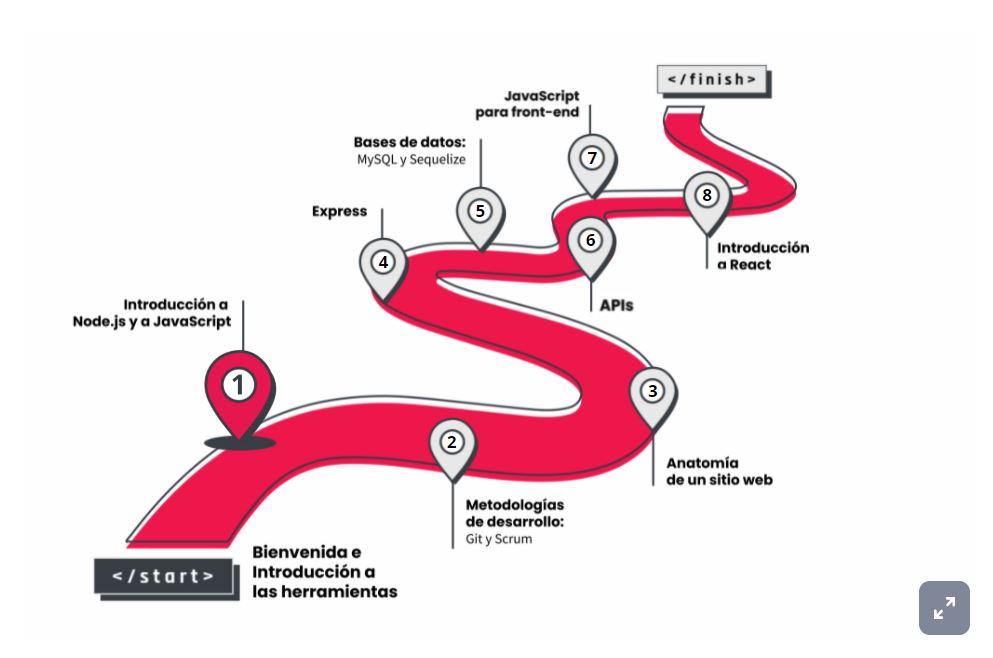 </start>
Bienvenida e
Introducción a
las herramientas
1
Introducción a
Node.js y a JavaScript
2
Metodologías
de desarrollo:
Git y Scrum
3
Anatomía
de un sitio web
4
Express
5
Bases de datos:
MySQL y Sequelize
6
APIs
7
JavaScript
para front-end
8
Introducción
a React
</finish>